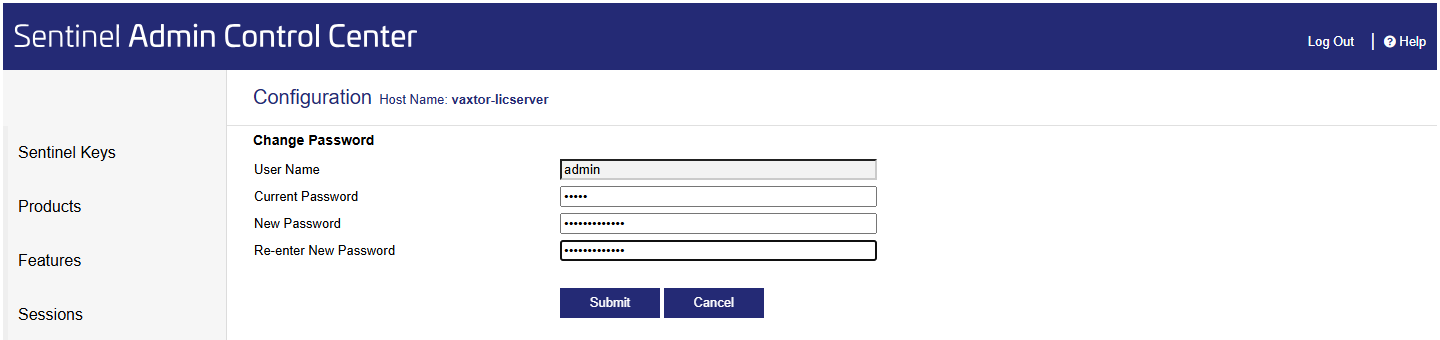 Sentinel Admin Control Center
Log Out | Help
Configuration Host Name: vaxtor-licserver
Sentinel Keys
Products
Features
Sessions
Change Password
User Name admin
Current Password •••••
New Password •••••••••••••
Re-enter New Password •••••••••••••
Submit Cancel